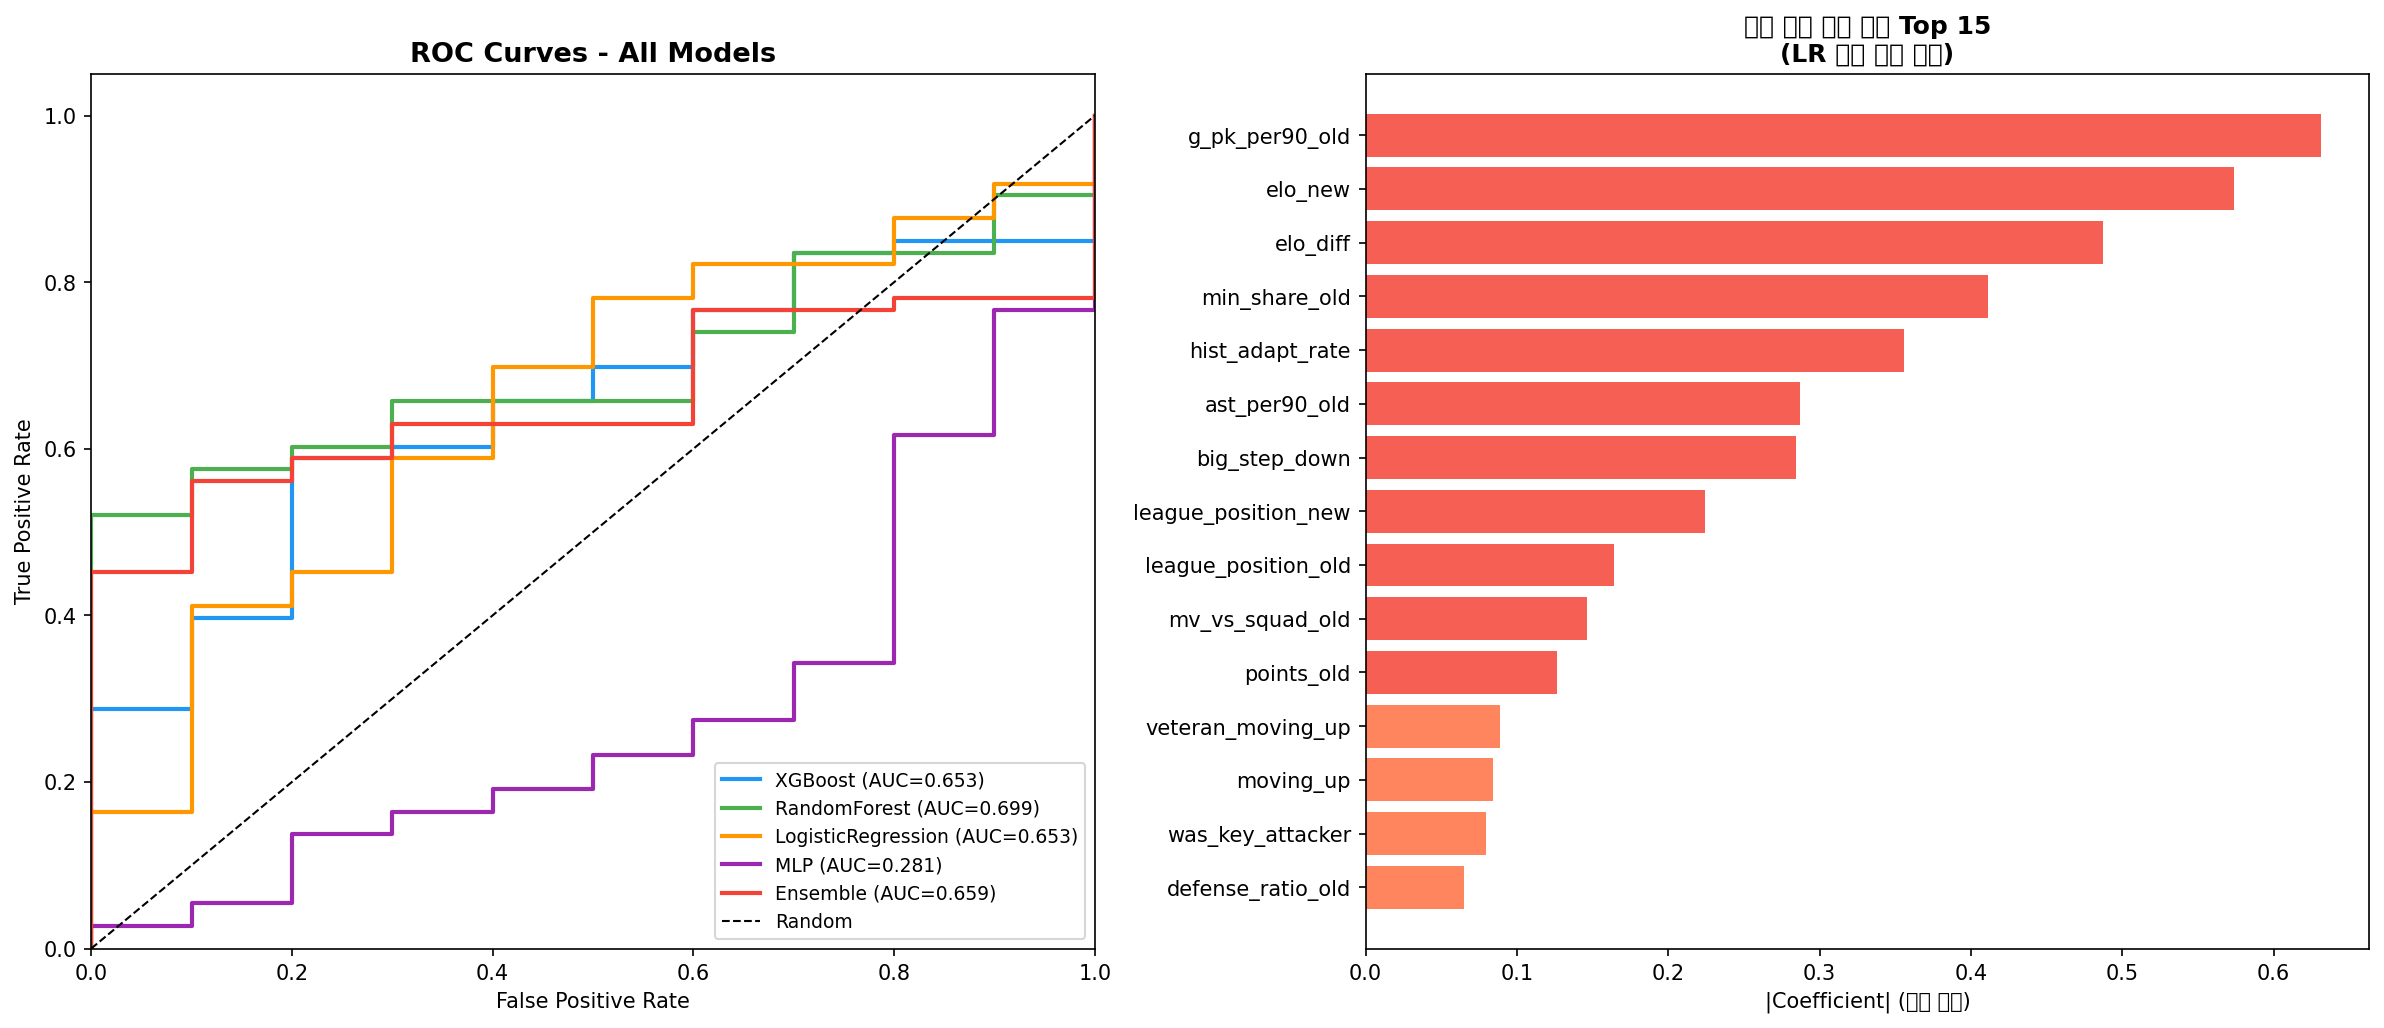 ROC Curves - All Models
1.0
0.8
0.6
0.4
0.2
0.0
True Positive Rate
0.0 0.2 0.4 0.6 0.8 1.0
False Positive Rate
XGBoost (AUC=0.653)
RandomForest (AUC=0.699)
LogisticRegression (AUC=0.653)
MLP (AUC=0.281)
Ensemble (AUC=0.659)
Random
Top 15
(LR
g_pk_per90_old
elo_new
elo_diff
min_share_old
hist_adapt_rate
ast_per90_old
big_step_down
league_position_new
league_position_old
mv_vs_squad_old
points_old
veteran_moving_up
moving_up
was_key_attacker
defense_ratio_old
0.0 0.1 0.2 0.3 0.4 0.5 0.6
|Coefficient|